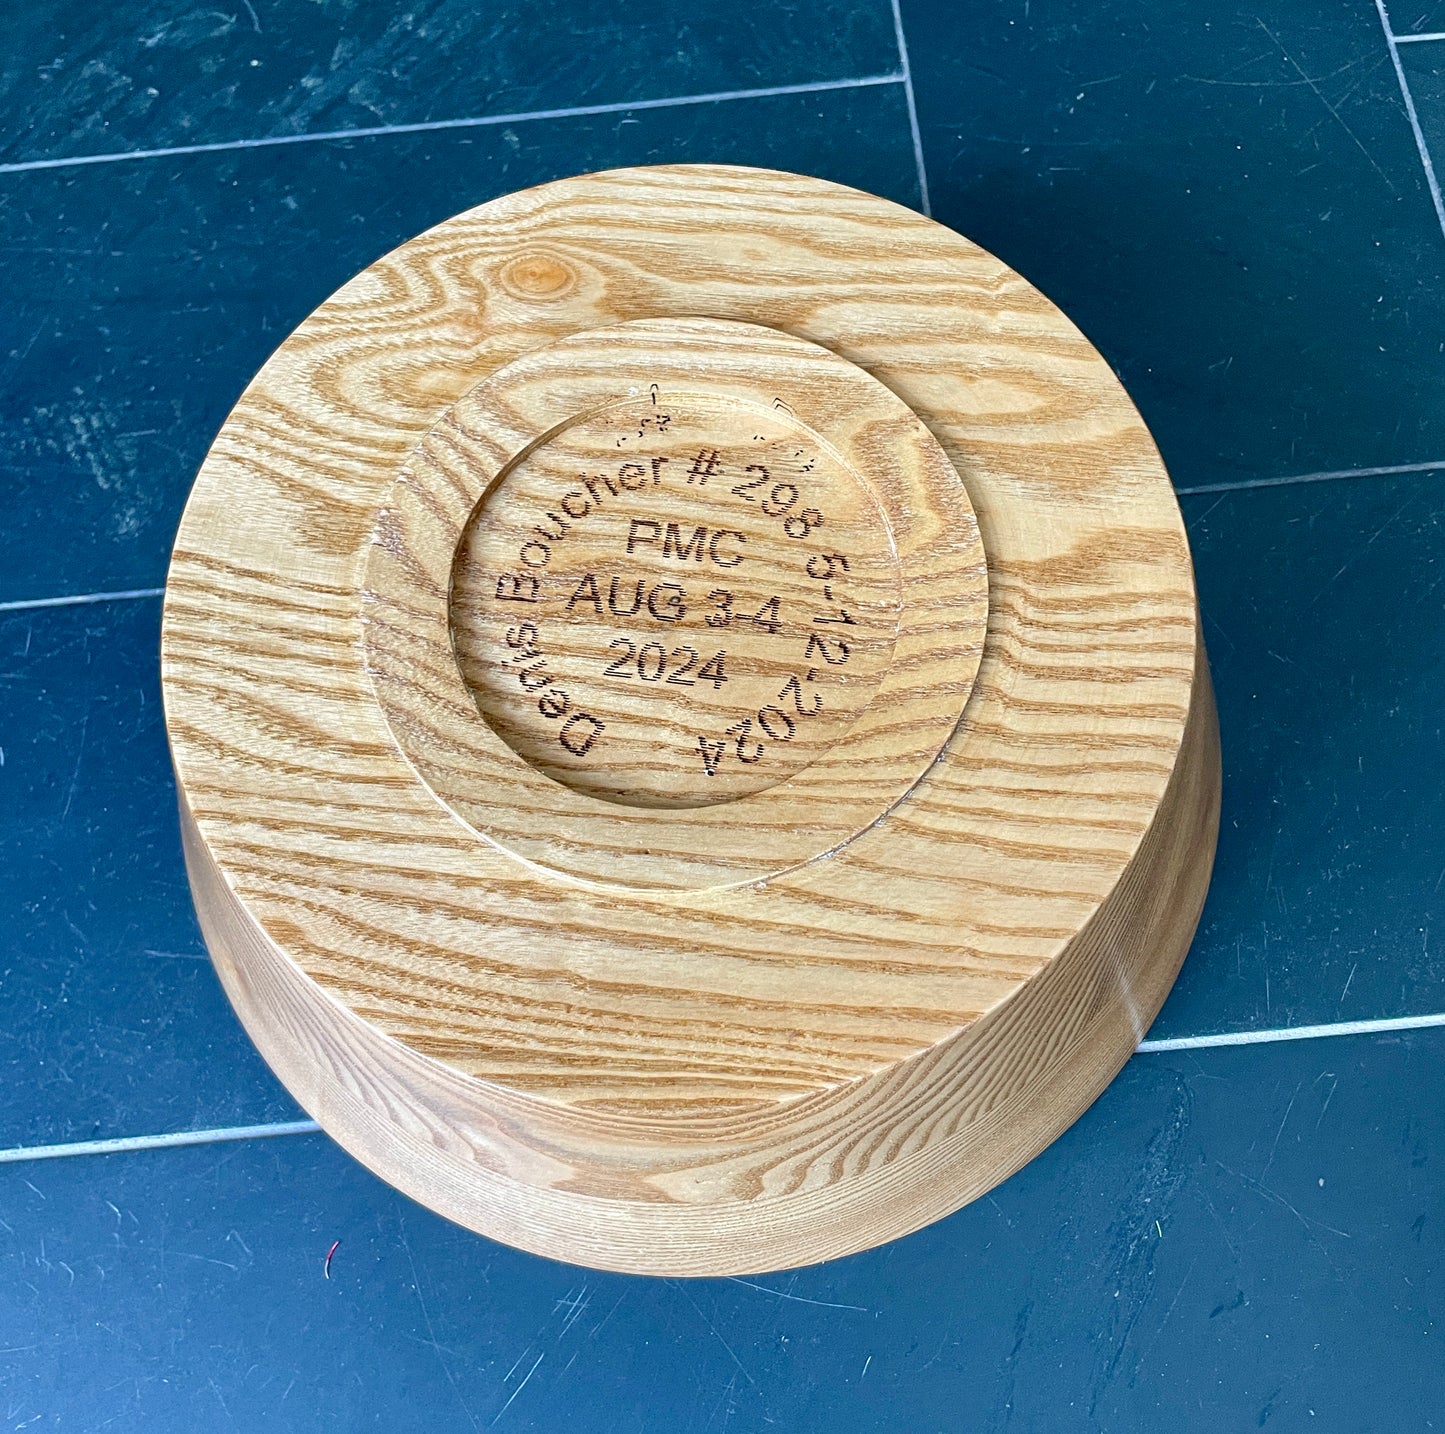 Denis Boucher # 298 5-12-2024
PMC
AUG 3-4
2024